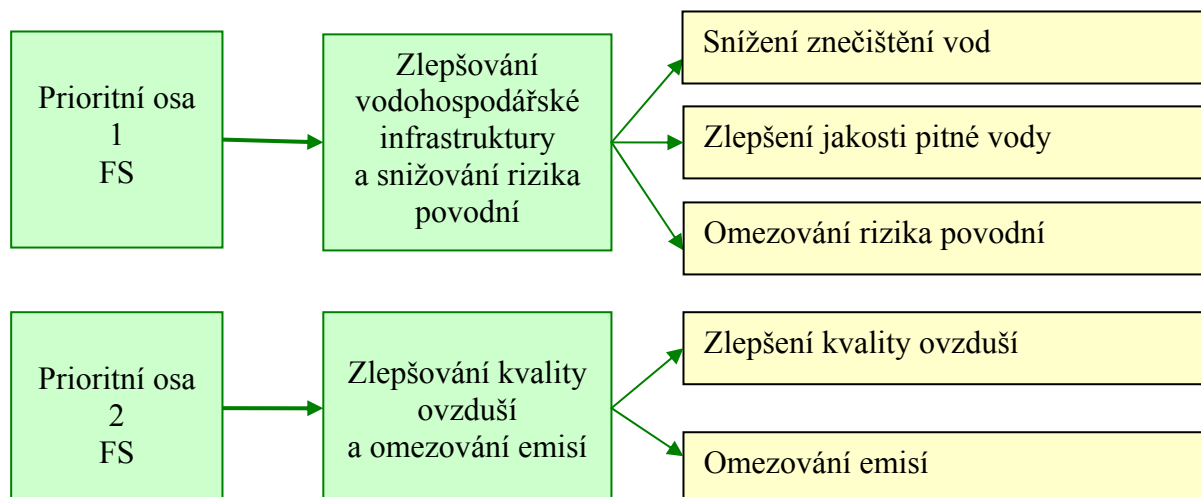 Prioritní osa
1
FS
Zlepšování
vodohospodářské
infrastruktury
a snižování rizika
povodní
Snížení znečištění vod
Zlepšení jakosti pitné vody
Omezování rizika povodní
Prioritní osa
2
FS
Zlepšování kvality
ovzduší
a omezování emisí
Zlepšení kvality ovzduší
Omezování emisí